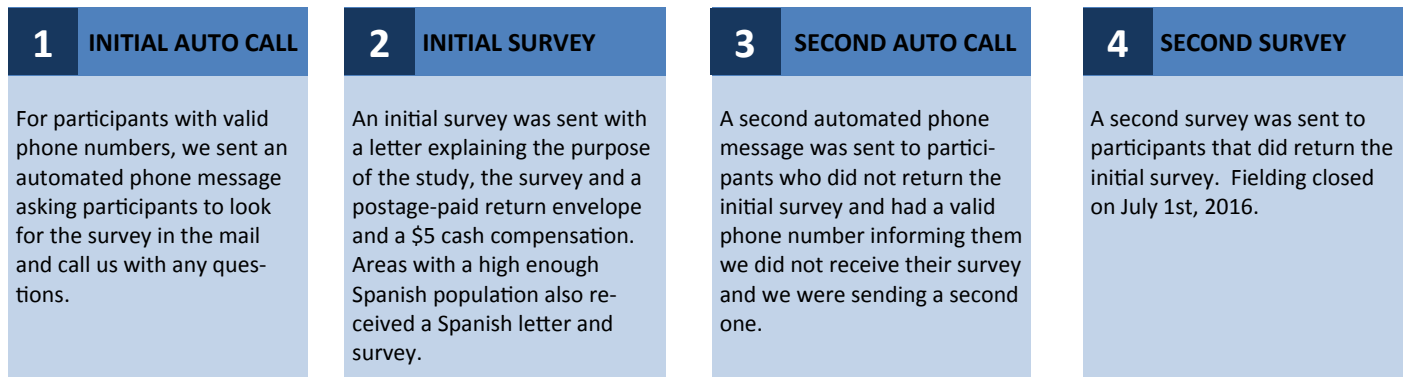 1 INITIAL AUTO CALL
For participants with valid
phone numbers, we sent an
automated phone message
asking participants to look
for the survey in the mail
and call us with any ques-
tions.
2 INITIAL SURVEY
An initial survey was sent with
a letter explaining the purpose
of the study, the survey and a
postage-paid return envelope
and a $5 cash compensation.
Areas with a high enough
Spanish population also re-
ceived a Spanish letter and
survey.
3 SECOND AUTO CALL
A second automated phone
message was sent to partici-
pants who did not return the
initial survey and had a valid
phone number informing them
we did not receive their survey
and we were sending a second
one.
4 SECOND SURVEY
A second survey was sent to
participants that did return the
initial survey.  Fielding closed
on July 1st, 2016.